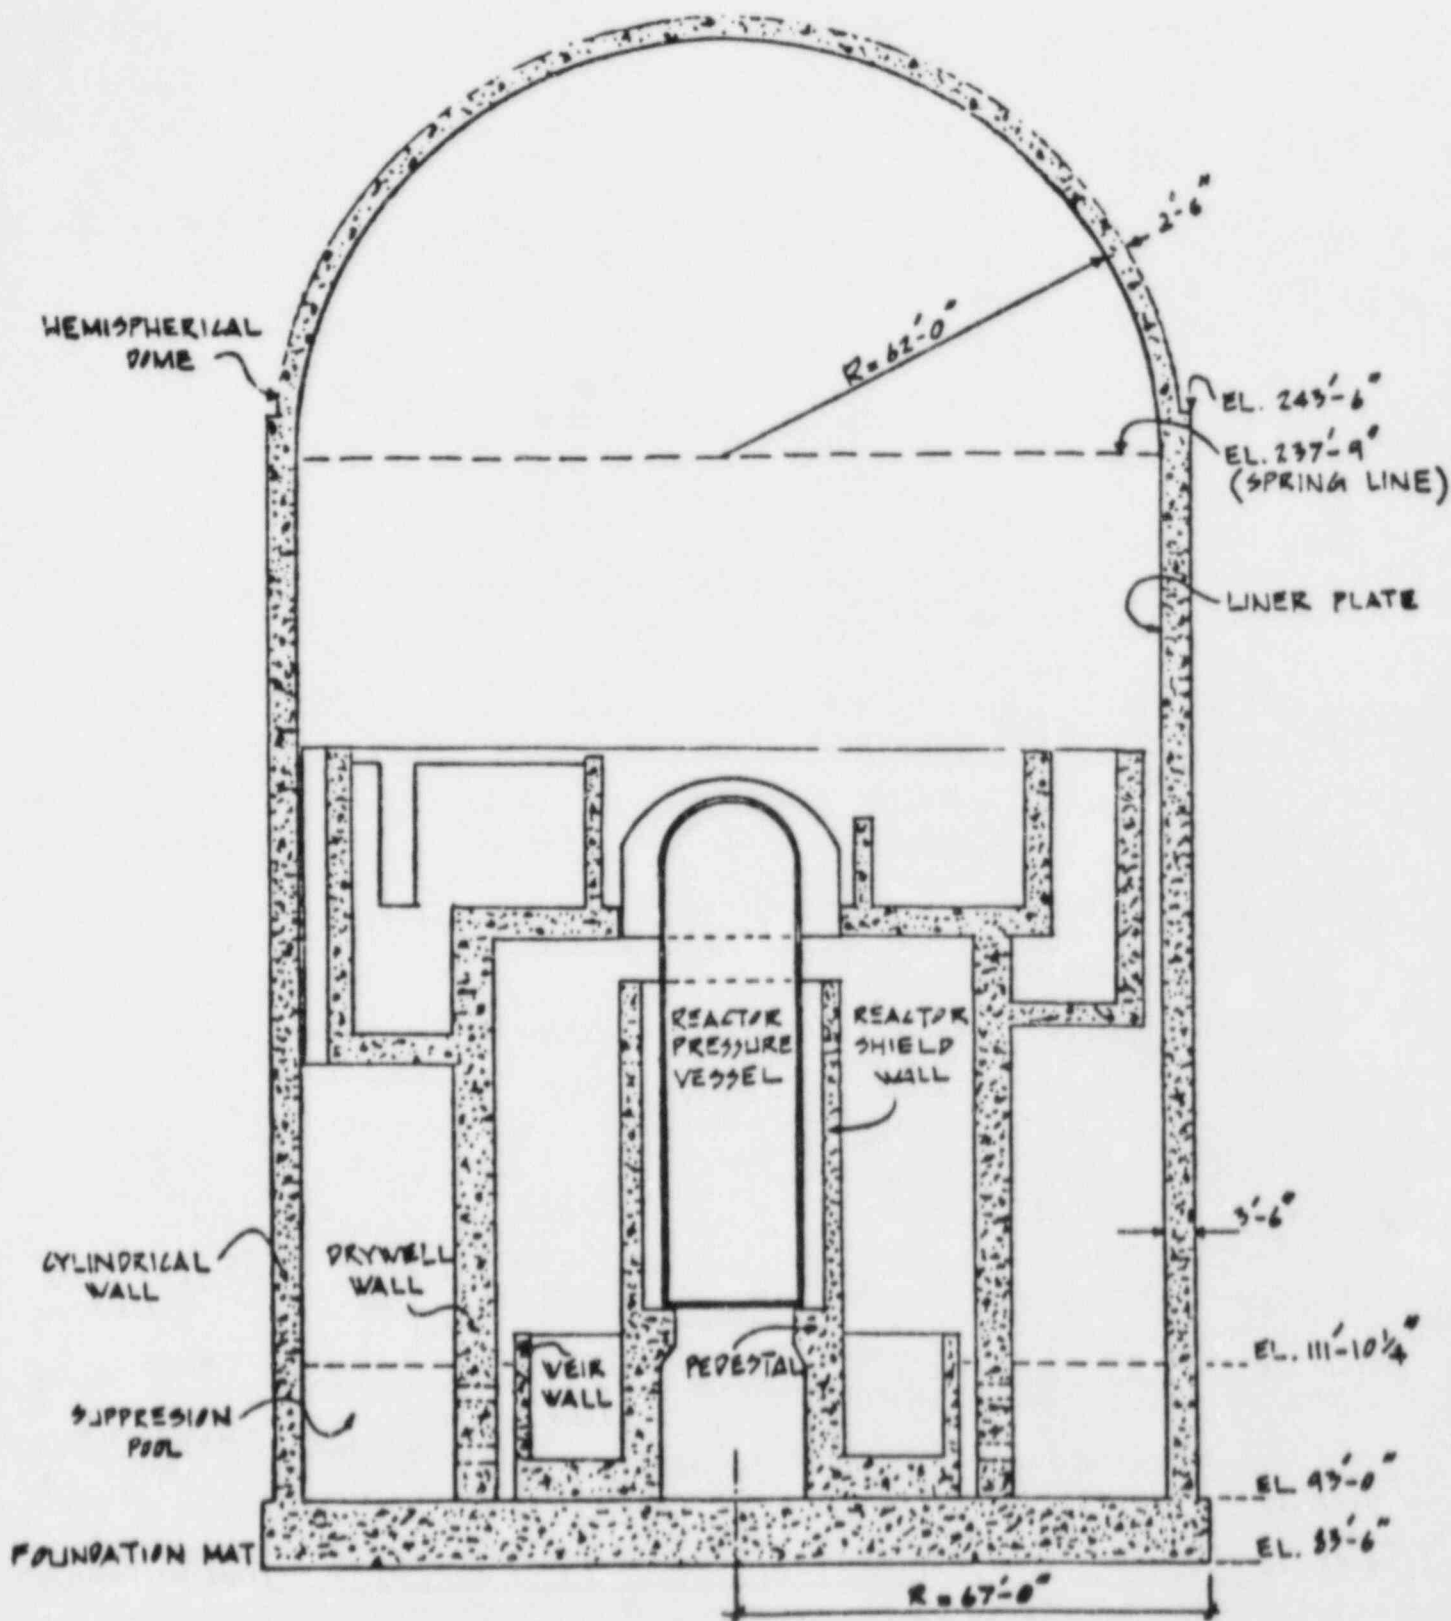 2'-6"
HEMISPHERICAL
DOME
R=62'-0"
EL. 243'-6"
EL. 237'-9"
(SPRING LINE)
LINER PLATE
REACTOR
PRESSURE
VESSEL
REACTOR
SHIELD
WALL
3'-6"
CYLINDRICAL
WALL
DRYWELL
WALL
EL. 111'-10 1/4"
WEIR
WALL
PEDESTAL
SUPPRESION
POOL
EL. 93'-0"
FOUNDATION MAT
EL. 83'-6"
R = 67'-0"